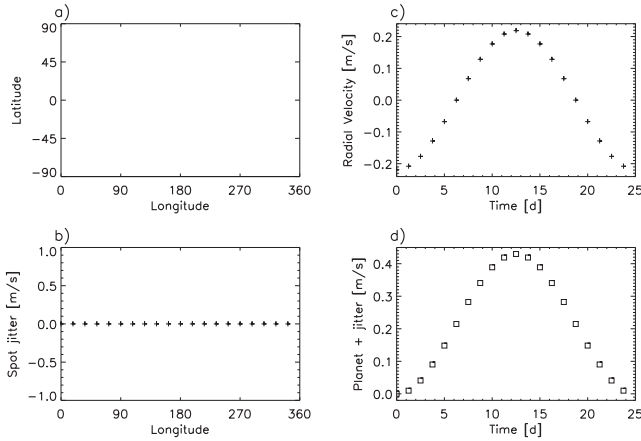 a)
90
45
0
-45
-90
Latitude
0 90 180 270 360
Longitude
c)
0.2
0.1
0.0
-0.1
-0.2
Radial Velocity [m/s]
0 5 10 15 20 25
Time [d]
b)
1.0
0.5
0.0
-0.5
-1.0
Spot jitter [m/s]
0 90 180 270 360
Longitude
d)
0.4
0.3
0.2
0.1
0.0
Planet + jitter [m/s]
0 5 10 15 20 25
Time [d]